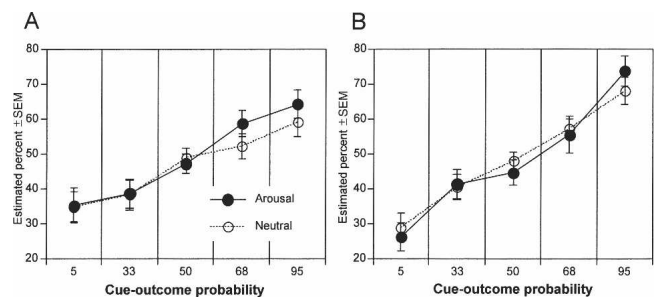 A
B
Estimated percent ±SEM
80
70
60
50
40
30
20
5 33 50 68 95
Cue-outcome probability
Arousal
Neutral
Estimated percent ±SEM
80
70
60
50
40
30
20
5 33 50 68 95
Cue-outcome probability